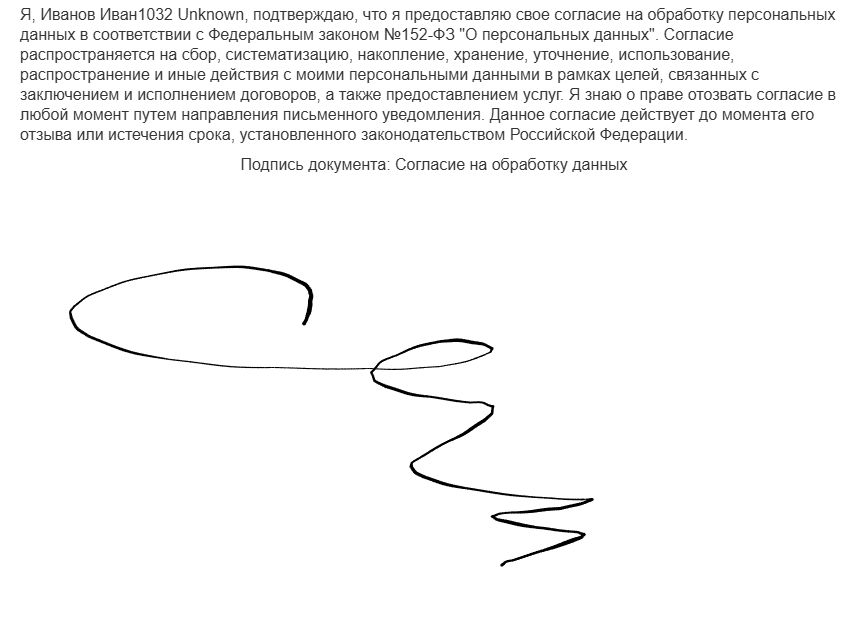 Я, Иванов Иван1032 Unknown, подтверждаю, что я предоставляю свое согласие на обработку персональных
данных в соответствии с Федеральным законом №152-ФЗ "О персональных данных". Согласие
распространяется на сбор, систематизацию, накопление, хранение, уточнение, использование,
распространение и иные действия с моими персональными данными в рамках целей, связанных с
заключением и исполнением договоров, а также предоставлением услуг. Я знаю о праве отозвать согласие в
любой момент путем направления письменного уведомления. Данное согласие действует до момента его
отзыва или истечения срока, установленного законодательством Российской Федерации.
Подпись документа: Согласие на обработку данных